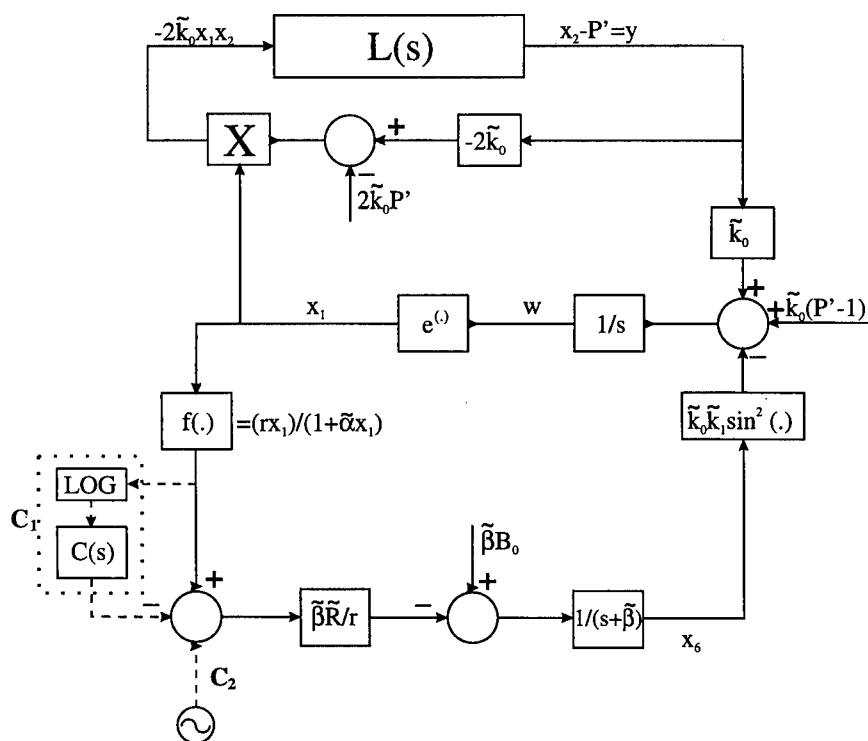 -2k̃₀x₁x₂
L(s)
x₂-P'=y
X
+
-2k̃₀
−
2k̃₀P'
k̃₀
x₁
e^(.)
w
1/s
+
+
k̃₀(P'-1)
−
f(.)
=(rx₁)/(1+α̃x₁)
k̃₀k̃₁sin² (.)
LOG
C₁
C(s)
β̃B₀
−
+
β̃R̃/r
−
+
1/(s+β̃)
x₆
C₂